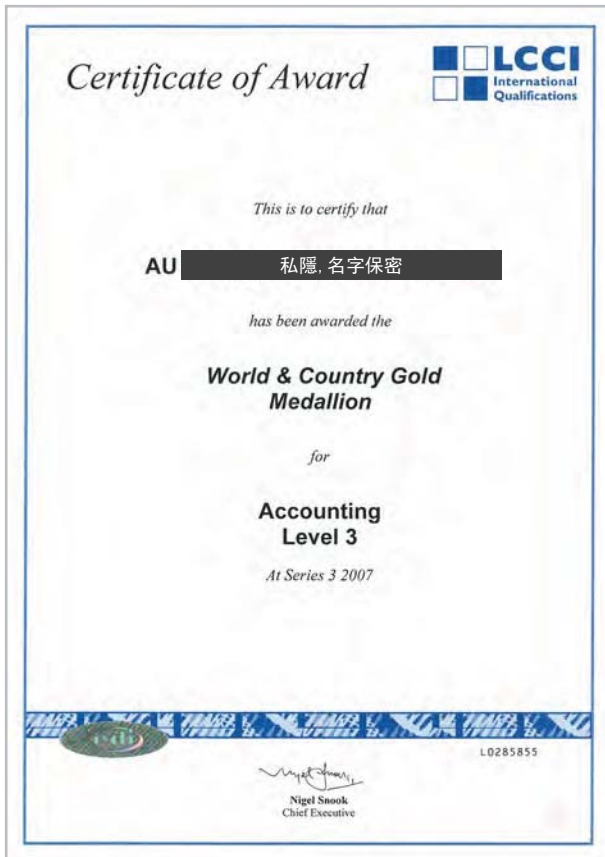 Certificate of Award
LCCI
International
Qualifications
This is to certify that
AU 私隱, 名字保密
has been awarded the
World & Country Gold
Medallion
for
Accounting
Level 3
At Series 3 2007
edi
L0285855
Nigel Snook
Chief Executive